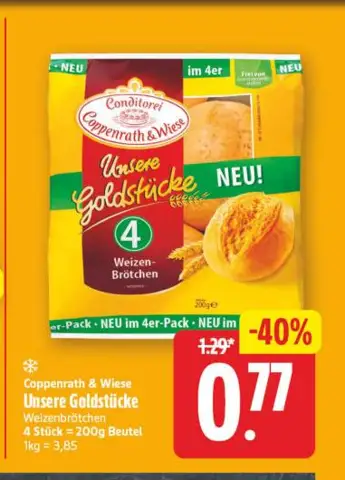 NEU
im 4er
NEU
Conditorei
Coppenrath & Wiese
Unsere
Goldstücke
NEU!
4
Weizen-
Brötchen
200g e
er-Pack • NEU im 4er-Pack • NEU im
-40%
1.29*
0.77
Coppenrath & Wiese
Unsere Goldstücke
Weizenbrötchen
4 Stück = 200g Beutel
1kg = 3,85